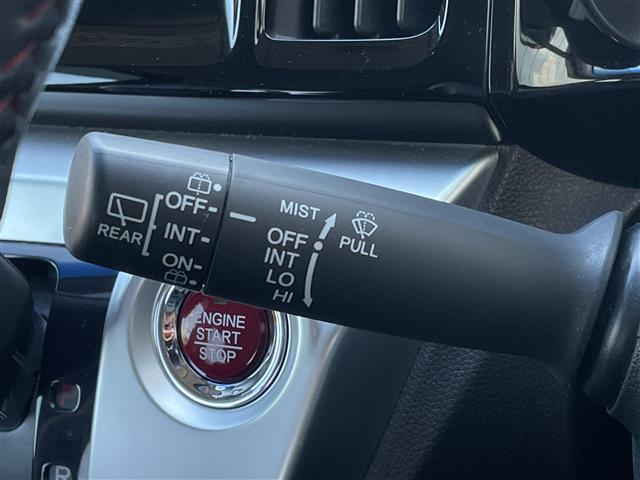 OFF
REAR
INT
ON
MIST
OFF
INT
LO
HI
PULL
ENGINE
START
STOP
R